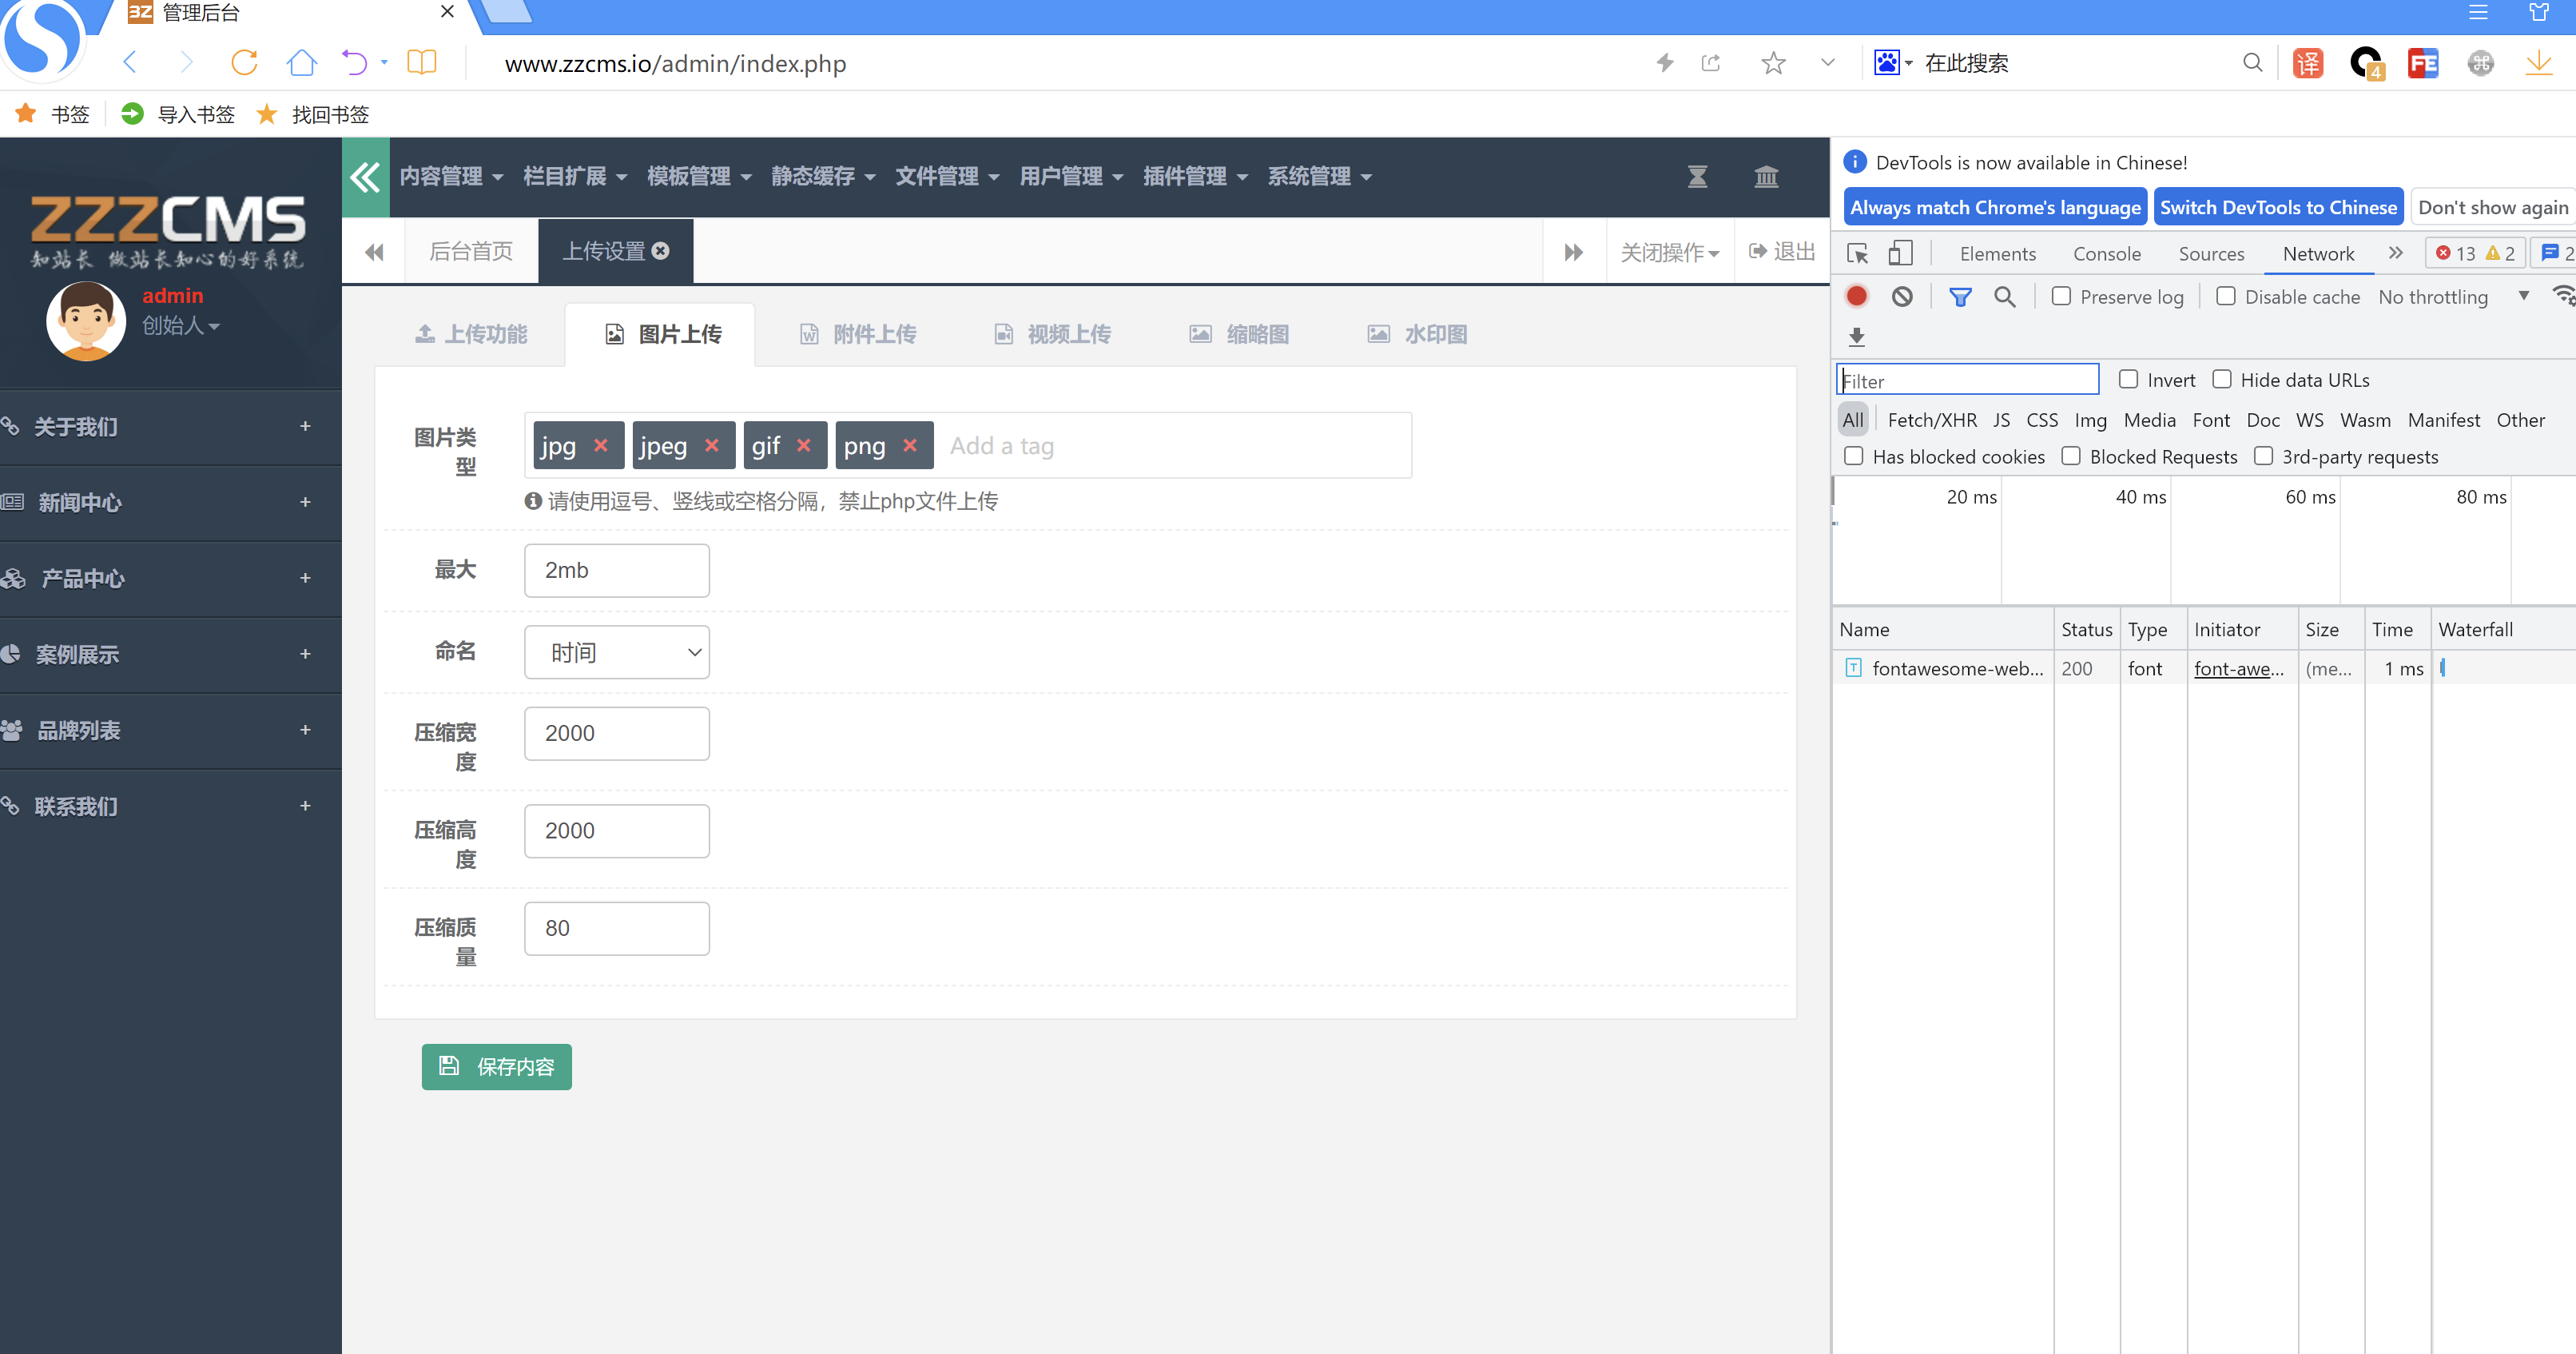 管理后台
www.zzcms.io/admin/index.php
在此搜索
译
4
FE
书签
导入书签
找回书签
ZZZCMS
知站长 做站长知心的好系统
admin
创始人
关于我们 +
新闻中心 +
产品中心 +
案例展示 +
品牌列表 +
联系我们 +
内容管理 栏目扩展 模板管理 静态缓存 文件管理 用户管理 插件管理 系统管理
后台首页 上传设置 关闭操作 退出
上传功能 图片上传 附件上传 视频上传 缩略图 水印图
图片类
型
jpg × jpeg × gif × png × Add a tag
请使用逗号、竖线或空格分隔，禁止php文件上传
最大 2mb
命名 时间
压缩宽
度
2000
压缩高
度
2000
压缩质
量
80
保存内容
DevTools is now available in Chinese!
Always match Chrome's language Switch DevTools to Chinese Don't show again
Elements Console Sources Network » 13 2 2
Preserve log Disable cache No throttling
Filter Invert Hide data URLs
All Fetch/XHR JS CSS Img Media Font Doc WS Wasm Manifest Other
Has blocked cookies Blocked Requests 3rd-party requests
20 ms 40 ms 60 ms 80 ms
Name Status Type Initiator Size Time Waterfall
fontawesome-web... 200 font font-awe... (me... 1 ms